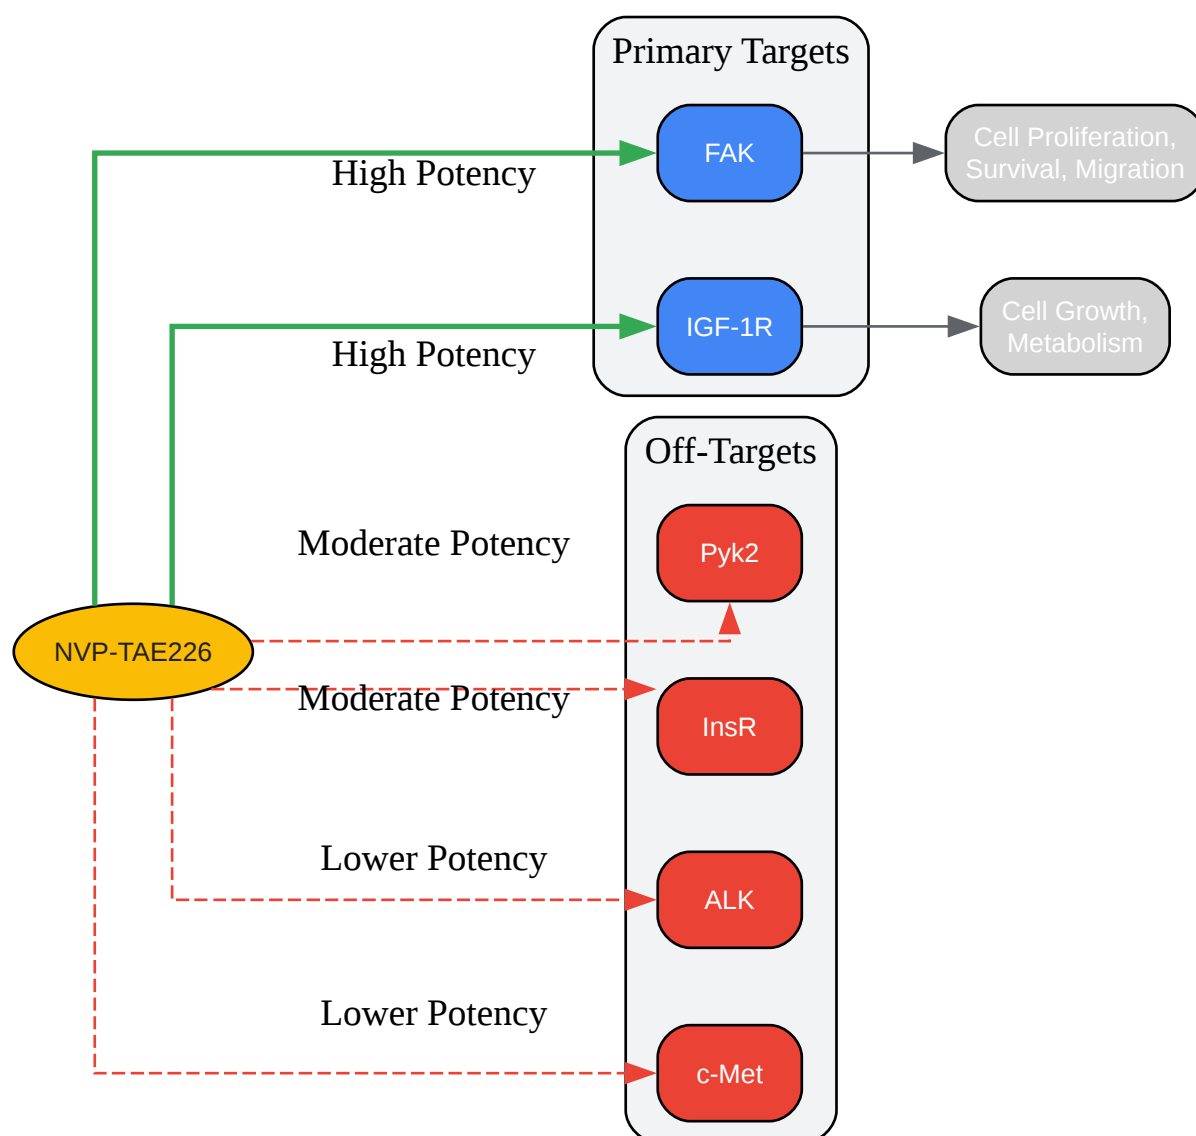 Primary Targets
FAK
Cell Proliferation,
Survival, Migration
High Potency
IGF-1R
Cell Growth,
Metabolism
High Potency
Off-Targets
Moderate Potency
Pyk2
NVP-TAE226
Moderate Potency
InsR
Lower Potency
ALK
Lower Potency
c-Met